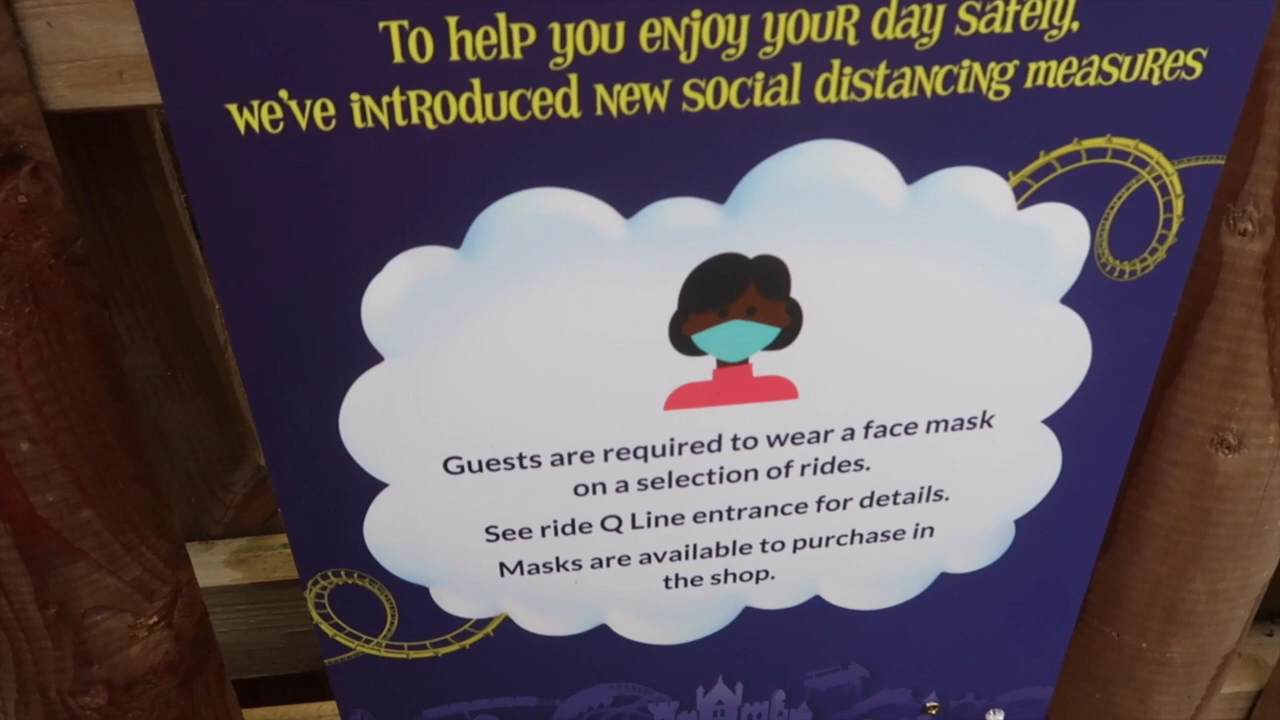 To help you enjoy your day safely,
we've introduced new social distancing measures
Guests are required to wear a face mask
on a selection of rides.
See ride Q Line entrance for details.
Masks are available to purchase in
the shop.